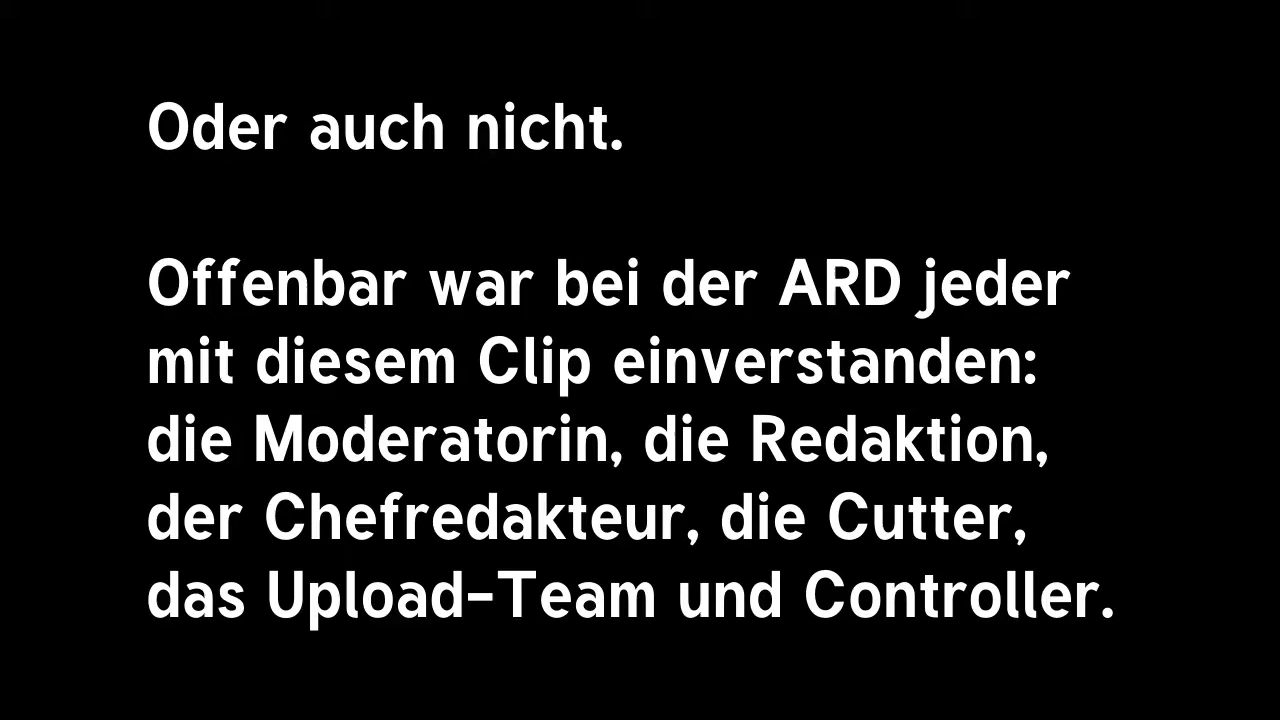 Oder auch nicht.
Offenbar war bei der ARD jeder
mit diesem Clip einverstanden:
die Moderatorin, die Redaktion,
der Chefredakteur, die Cutter,
das Upload-Team und Controller.